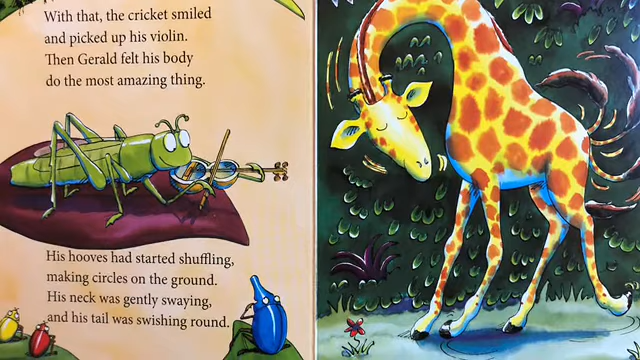 With that, the cricket smiled
and picked up his violin.
Then Gerald felt his body
do the most amazing thing.
His hooves had started shuffling,
making circles on the ground.
His neck was gently swaying,
and his tail was swishing round.